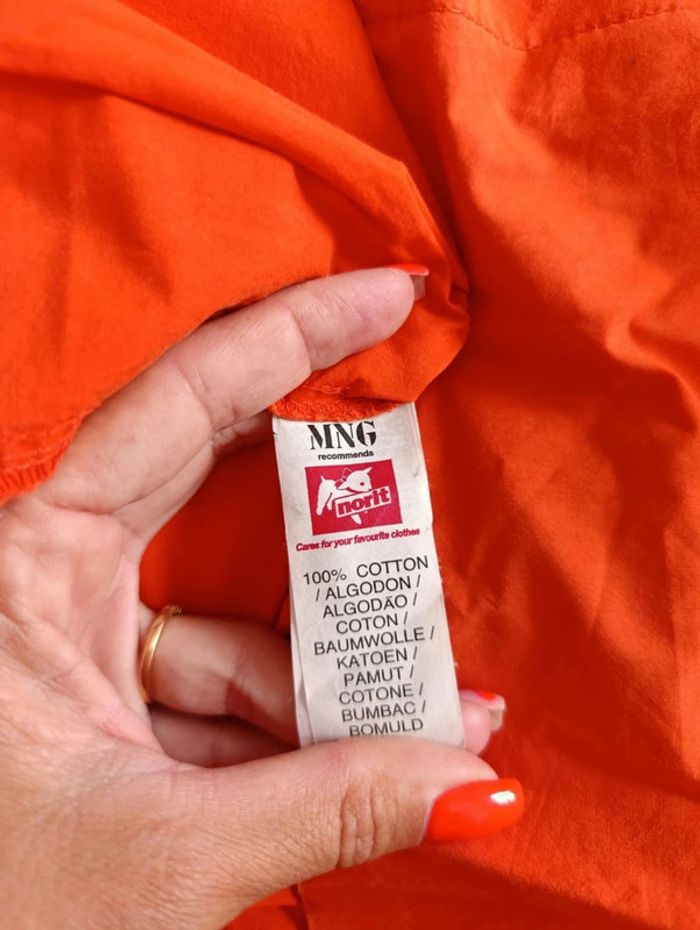 MNG
recommends
norit
Cares for your favourite clothes
100% COTTON
/ ALGODON /
ALGODÃO /
COTON /
BAUMWOLLE /
KATOEN /
PAMUT /
COTONE /
BUMBAC /
BOMULD